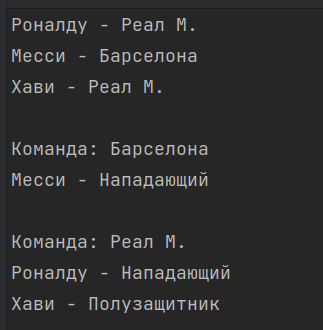 Роналду - Реал М.
Месси - Барселона
Хави - Реал М.
Команда: Барселона
Месси - Нападающий
Команда: Реал М.
Роналду - Нападающий
Хави - Полузащитник